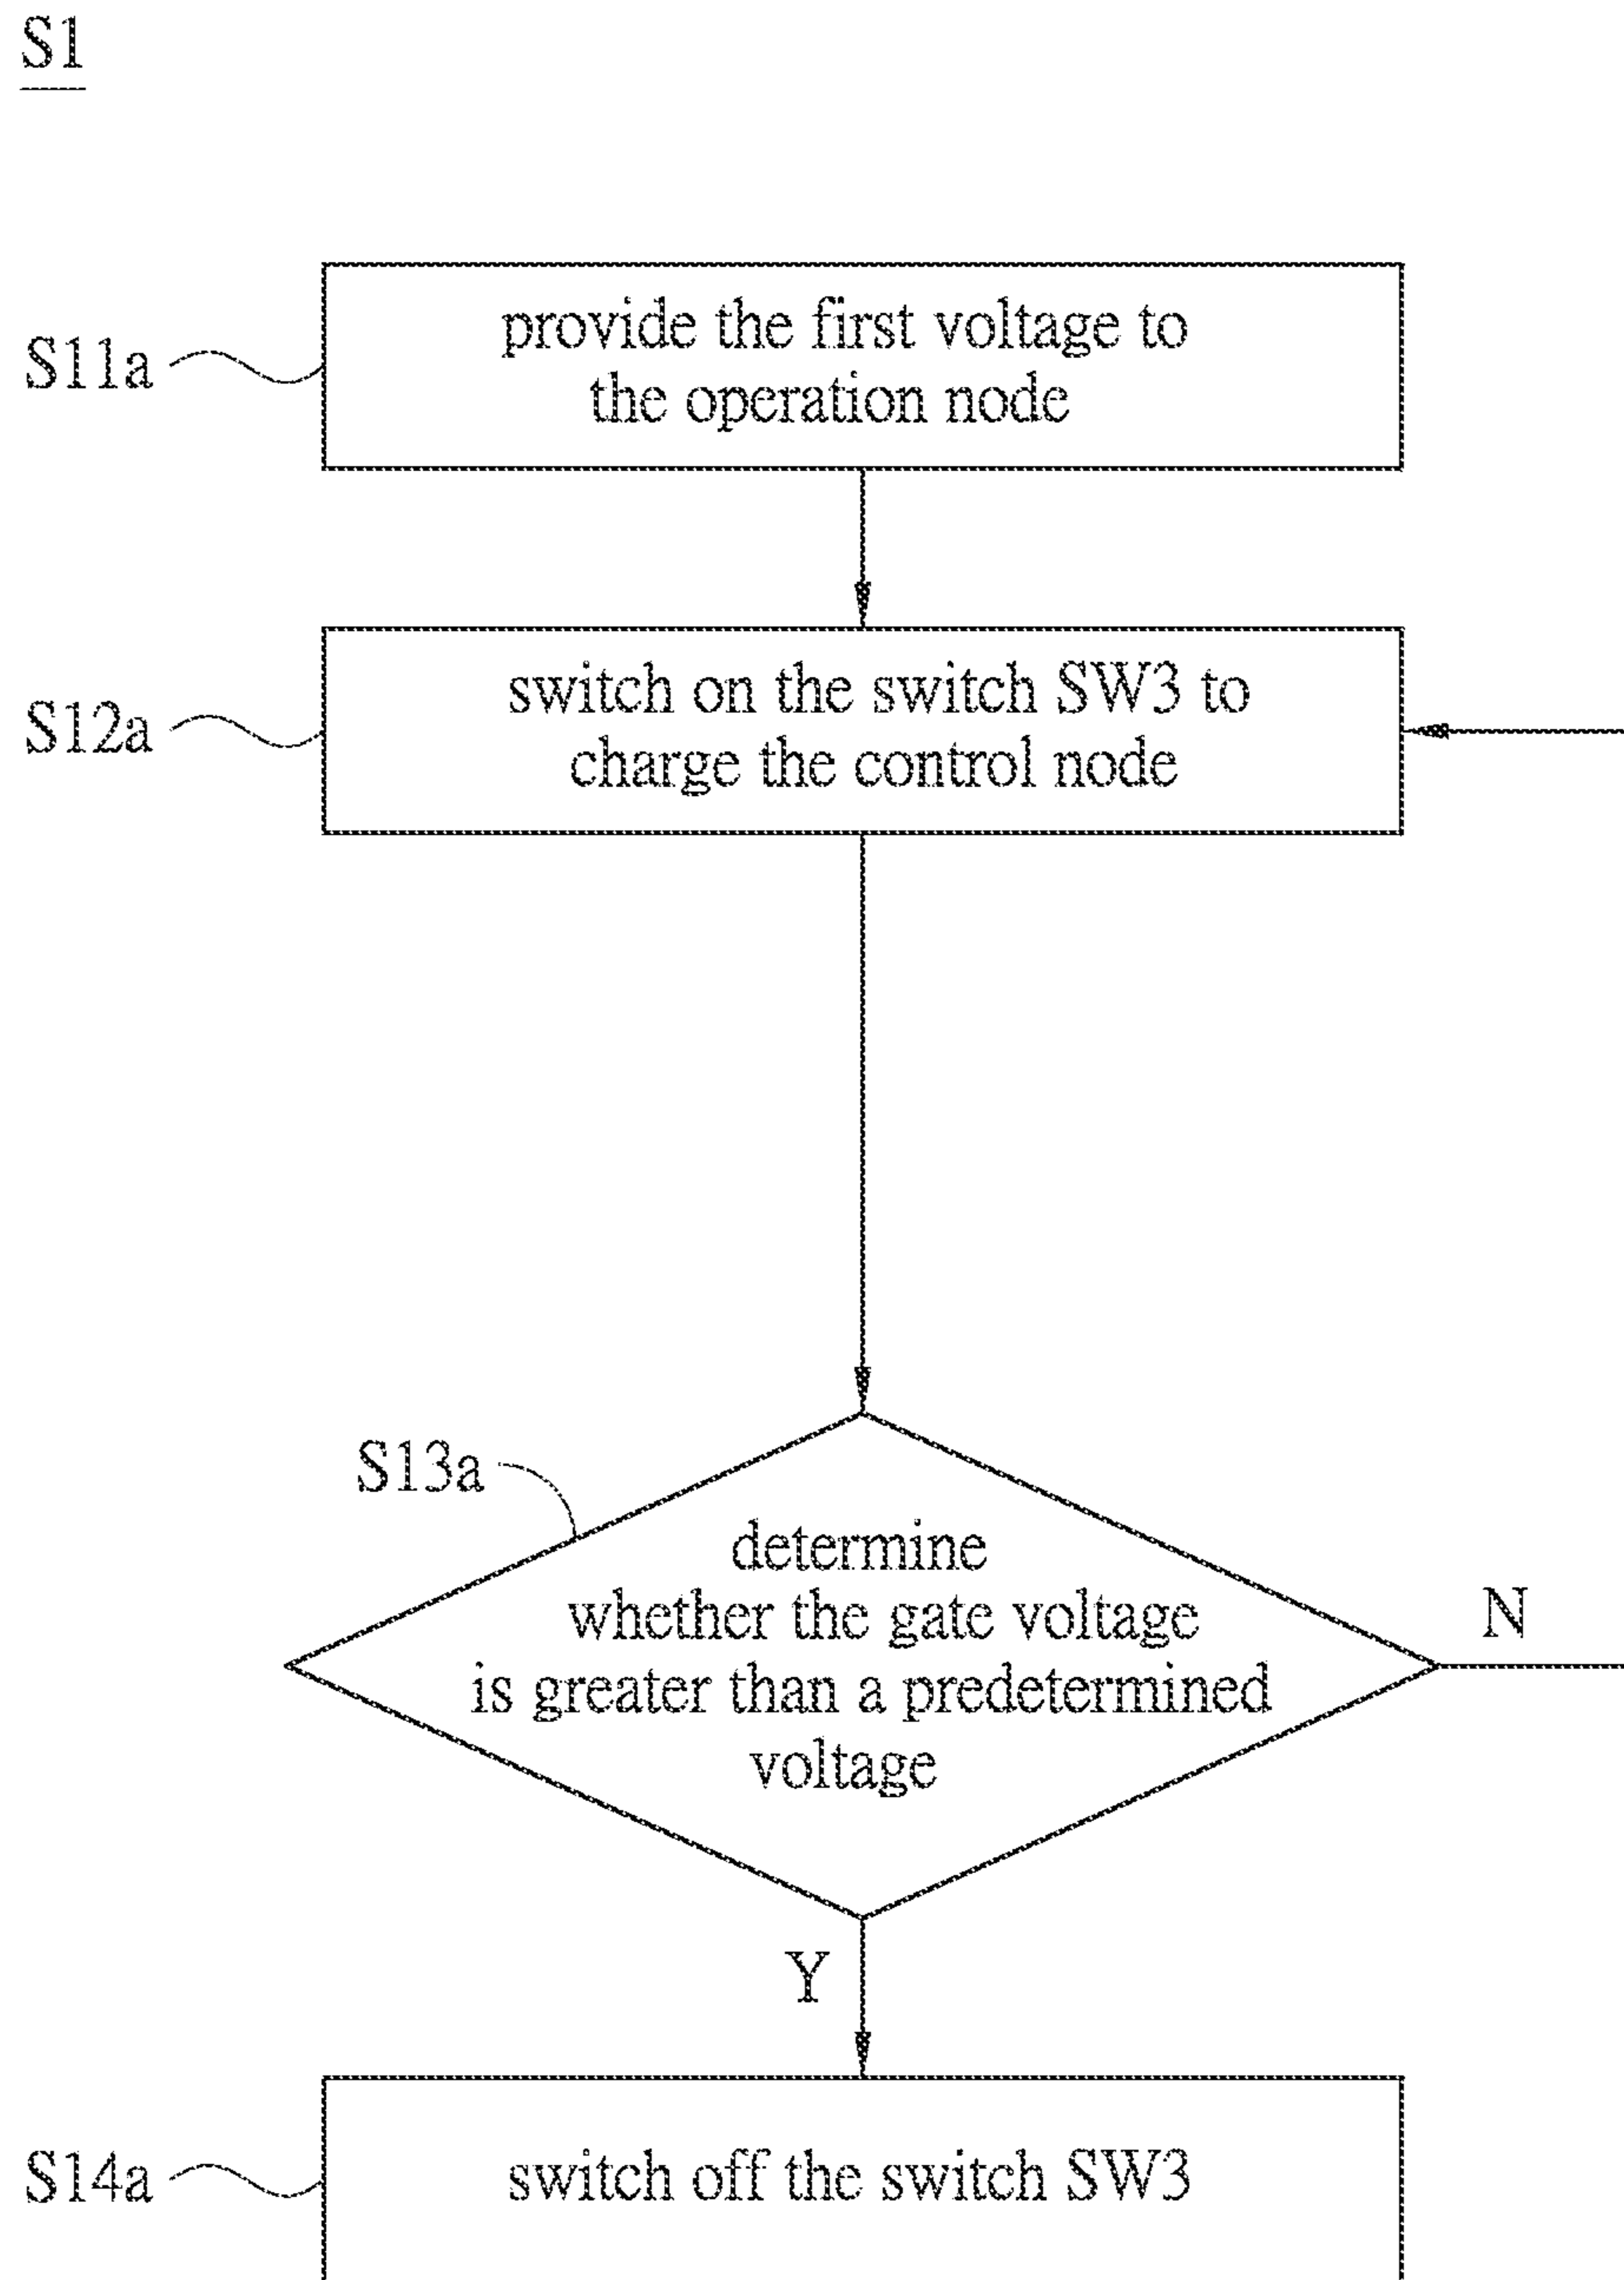 S1
S11a
provide the first voltage to
the operation node
S12a
switch on the switch SW3 to
charge the control node
S13a
determine
whether the gate voltage
is greater than a predetermined
voltage
N
Y
S14a
switch off the switch SW3